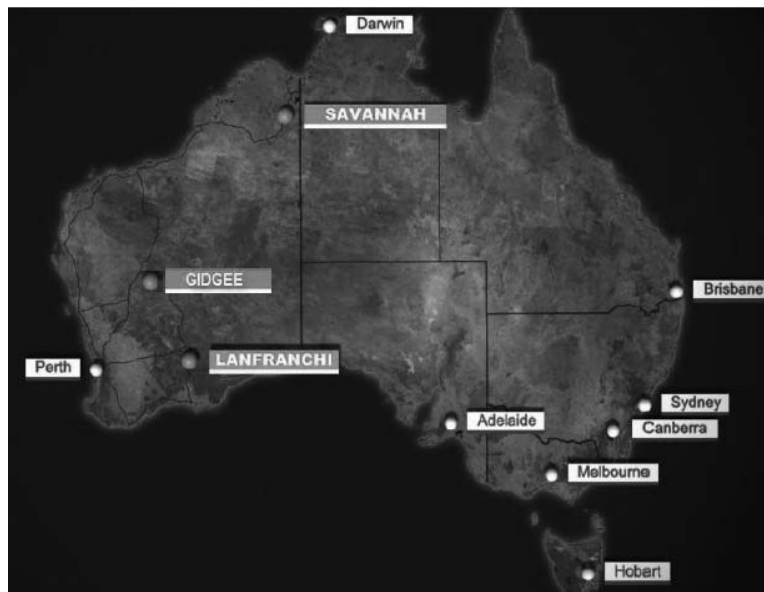 Darwin
SAVANNAH
GIDGEE
Brisbane
LANFRANCHI
Perth
Sydney
Adelaide
Canberra
Melbourne
Hobart